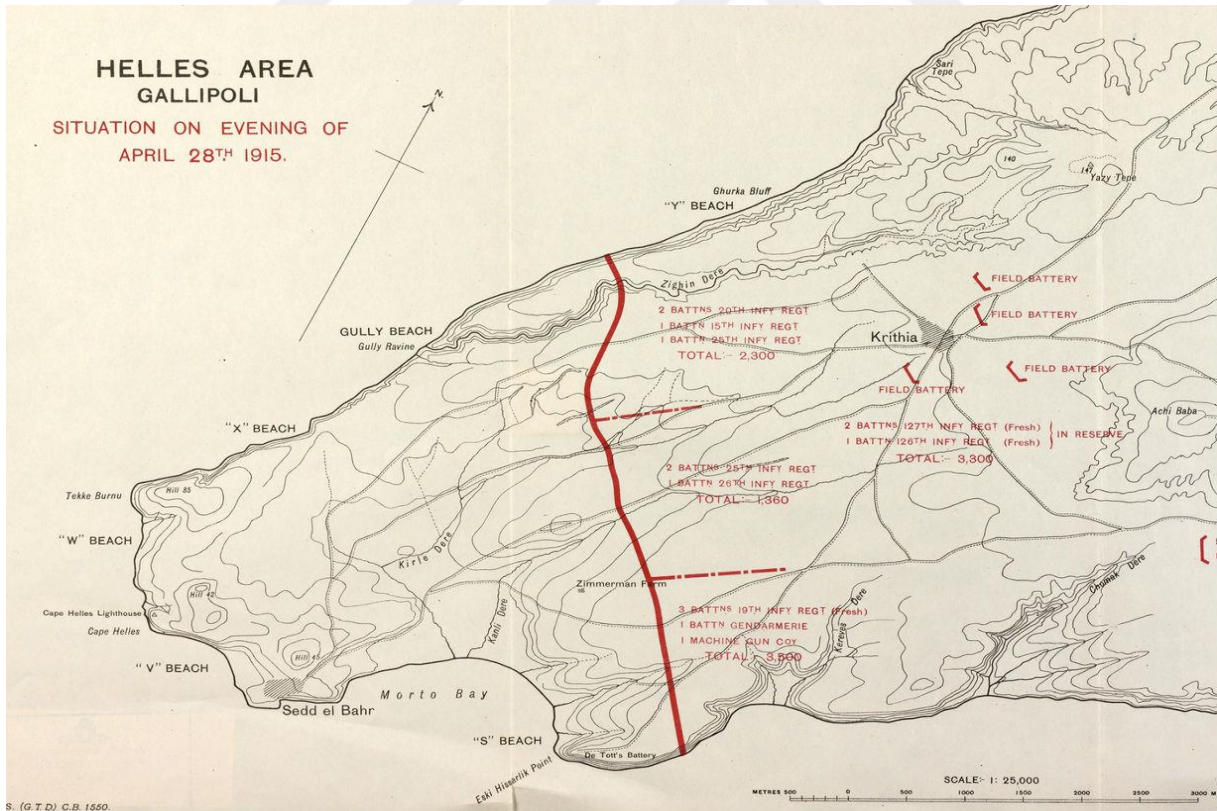 HELLES AREA
GALLIPOLI
SITUATION ON EVENING OF
APRIL 28TH 1915.
N.
Sari
Tepe
140
147
Yazy Tepe
Ghurka Bluff
"Y" BEACH
Zighin Dere
FIELD BATTERY
2 BATTNS 20TH INFY REGT
1 BATTN 15TH INFY REGT
1 BATTN 25TH INFY REGT
TOTAL:- 2,300
FIELD BATTERY
GULLY BEACH
Gully Ravine
Krithia
FIELD BATTERY
FIELD BATTERY
Achi Baba
"X" BEACH
2 BATTNS 127TH INFY REGT (Fresh)
1 BATTN 126TH INFY REGT (Fresh)
IN RESERVE
TOTAL:- 3,300
2 BATTNS 25TH INFY REGT
1 BATTN 26TH INFY REGT
TOTAL:- 1,360
Tekke Burnu
Hill 85
"W" BEACH
Kirle Dere
Zimmerman Farm
Chomak Dere
Hill 42
Cape Helles Lighthouse
Cape Helles
Kanli Dere
3 BATTNS 19TH INFY REGT (Fresh)
1 BATTN GENDARMERIE
1 MACHINE GUN COY
TOTAL:- 3,500
Kereves Dere
"V" BEACH
Hill 45
Morto Bay
Sedd el Bahr
"S" BEACH
De Tott's Battery
Eski Hissarlik Point
SCALE:- 1: 25,000
METRES 500 0 500 1000 1500 2000 3000 M
S. (G.T.D) C.B. 1550.